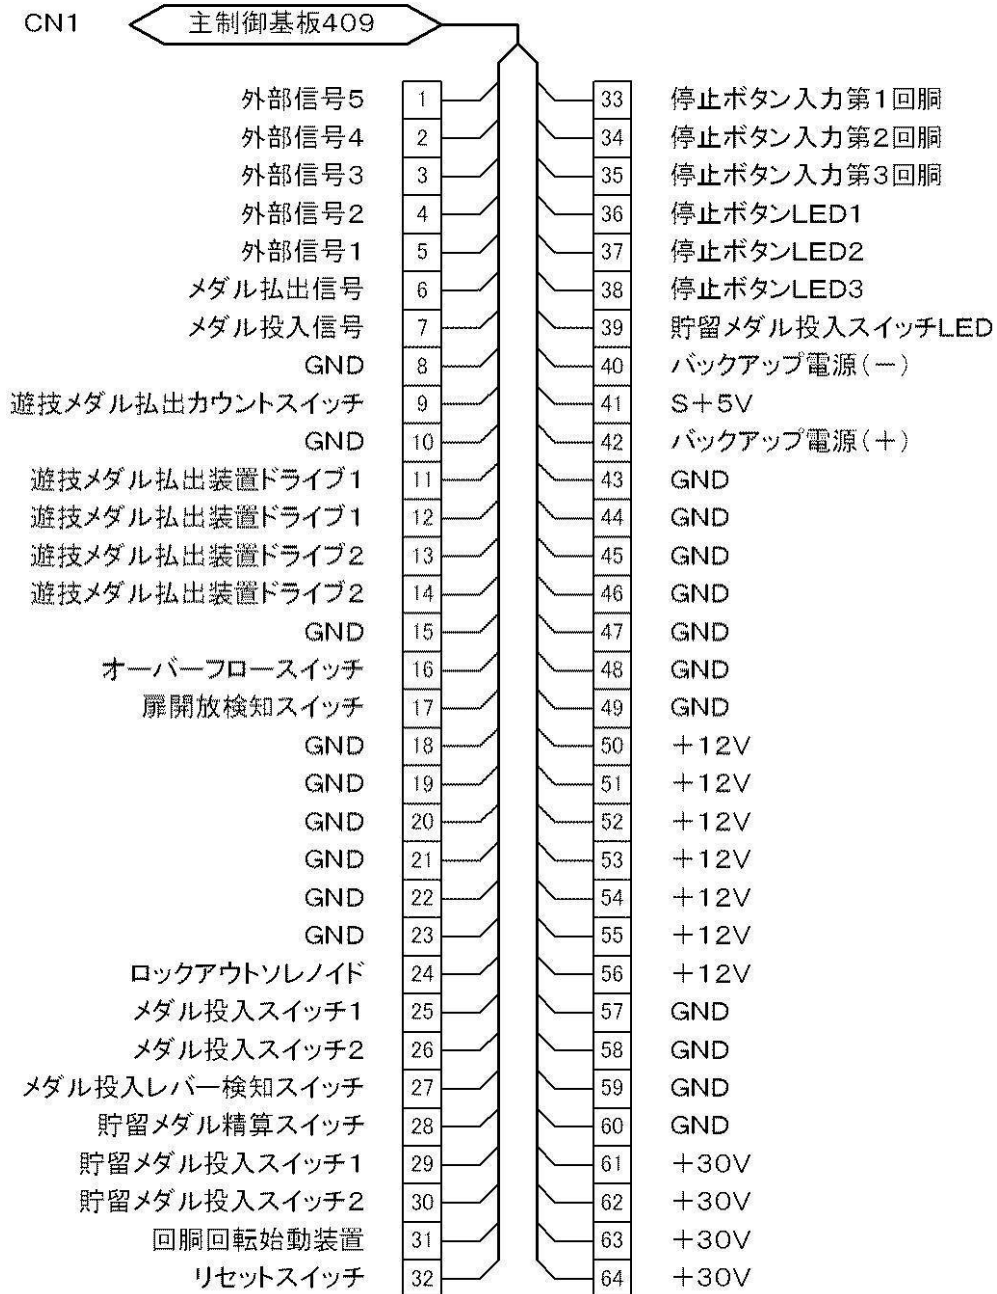 CN1 主制御基板409
外部信号5 1
外部信号4 2
外部信号3 3
外部信号2 4
外部信号1 5
メダル払出信号 6
メダル投入信号 7
GND 8
遊技メダル払出カウントスイッチ 9
GND 10
遊技メダル払出装置ドライブ1 11
遊技メダル払出装置ドライブ1 12
遊技メダル払出装置ドライブ2 13
遊技メダル払出装置ドライブ2 14
GND 15
オーバーフロースイッチ 16
扉開放検知スイッチ 17
GND 18
GND 19
GND 20
GND 21
GND 22
GND 23
ロックアウトソレノイド 24
メダル投入スイッチ1 25
メダル投入スイッチ2 26
メダル投入レバー検知スイッチ 27
貯留メダル精算スイッチ 28
貯留メダル投入スイッチ1 29
貯留メダル投入スイッチ2 30
回胴回転始動装置 31
リセットスイッチ 32
33 停止ボタン入力第1回胴
34 停止ボタン入力第2回胴
35 停止ボタン入力第3回胴
36 停止ボタンLED1
37 停止ボタンLED2
38 停止ボタンLED3
39 貯留メダル投入スイッチLED
40 バックアップ電源(－)
41 S＋5V
42 バックアップ電源(＋)
43 GND
44 GND
45 GND
46 GND
47 GND
48 GND
49 GND
50 ＋12V
51 ＋12V
52 ＋12V
53 ＋12V
54 ＋12V
55 ＋12V
56 ＋12V
57 GND
58 GND
59 GND
60 GND
61 ＋30V
62 ＋30V
63 ＋30V
64 ＋30V